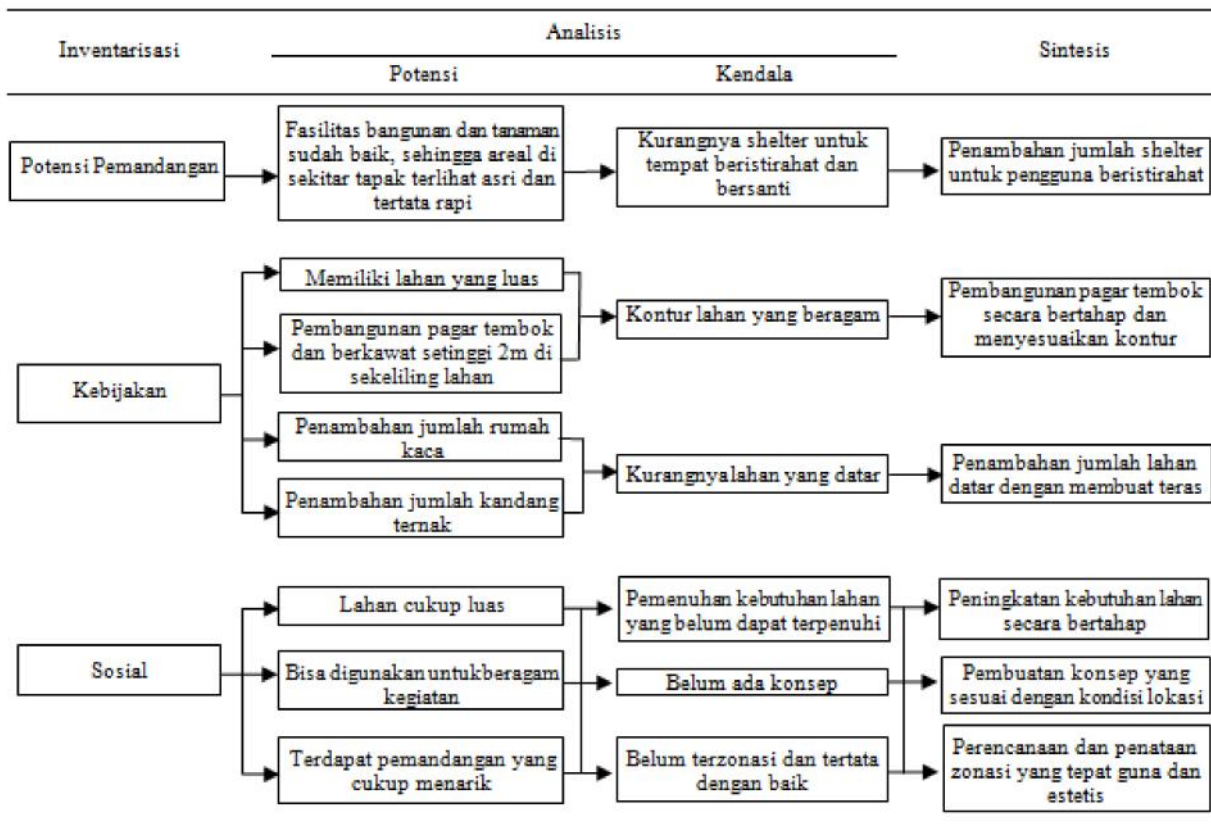 Inventarisasi
Analisis
Potensi
Kendala
Sintesis
Potensi Pemandangan
Fasilitas bangunan dan tanaman
sudah baik, sehingga areal di
sekitar tapak terlihat asri dan
tertata rapi
Kurangnya shelter untuk
tempat beristirahat dan
bersanti
Penambahan jumlah shelter
untuk pengguna beristirahat
Kebijakan
Memiliki lahan yang luas
Pembangunan pagar tembok
dan berkawat setinggi 2m di
sekeliling lahan
Kontur lahan yang beragam
Pembangunan pagar tembok
secara bertahap dan
menyesuaikan kontur
Penambahan jumlah rumah
kaca
Penambahan jumlah kandang
ternak
Kurangnya lahan yang datar
Penambahan jumlah lahan
datar dengan membuat teras
Sosial
Lahan cukup luas
Pemenuhan kebutuhan lahan
yang belum dapat terpenuhi
Peningkatan kebutuhan lahan
secara bertahap
Bisa digunakan untuk beragam
kegiatan
Belum ada konsep
Pembuatan konsep yang
sesuai dengan kondisi lokasi
Terdapat pemandangan yang
cukup menarik
Belum terzonasi dan tertata
dengan baik
Perencanaan dan penataan
zonasi yang tepat guna dan
estetis